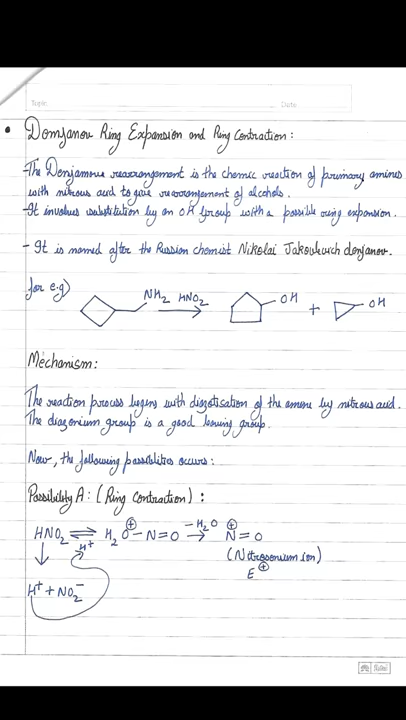 Topic
Date
• Domjanov Ring Expansion and Ring Contraction:
-The Demjanov rearrangement is the chemic reaction of primary amines
with nitrous acid to give rearrangement of alcohols.
-It involves substitution by an OH group with a possible ring expansion.
- It is named after the Russian chemist Nikolai Jakovlevich donjanov.
for e.g)
NH2 HNO2 OH + OH
Mechanism:
The reaction process begins with diazotisation of the amine by nitrous acid.
The diazonium group is a good leaving group.
Now, the following possibilities occurs:
Possibility A: (Ring Contraction):
HNO2 ⇌ H2O⊕-N=O -H2O → N⊕=O
H+
(Nitrosonium ion)
E⊕
H+ + NO2-